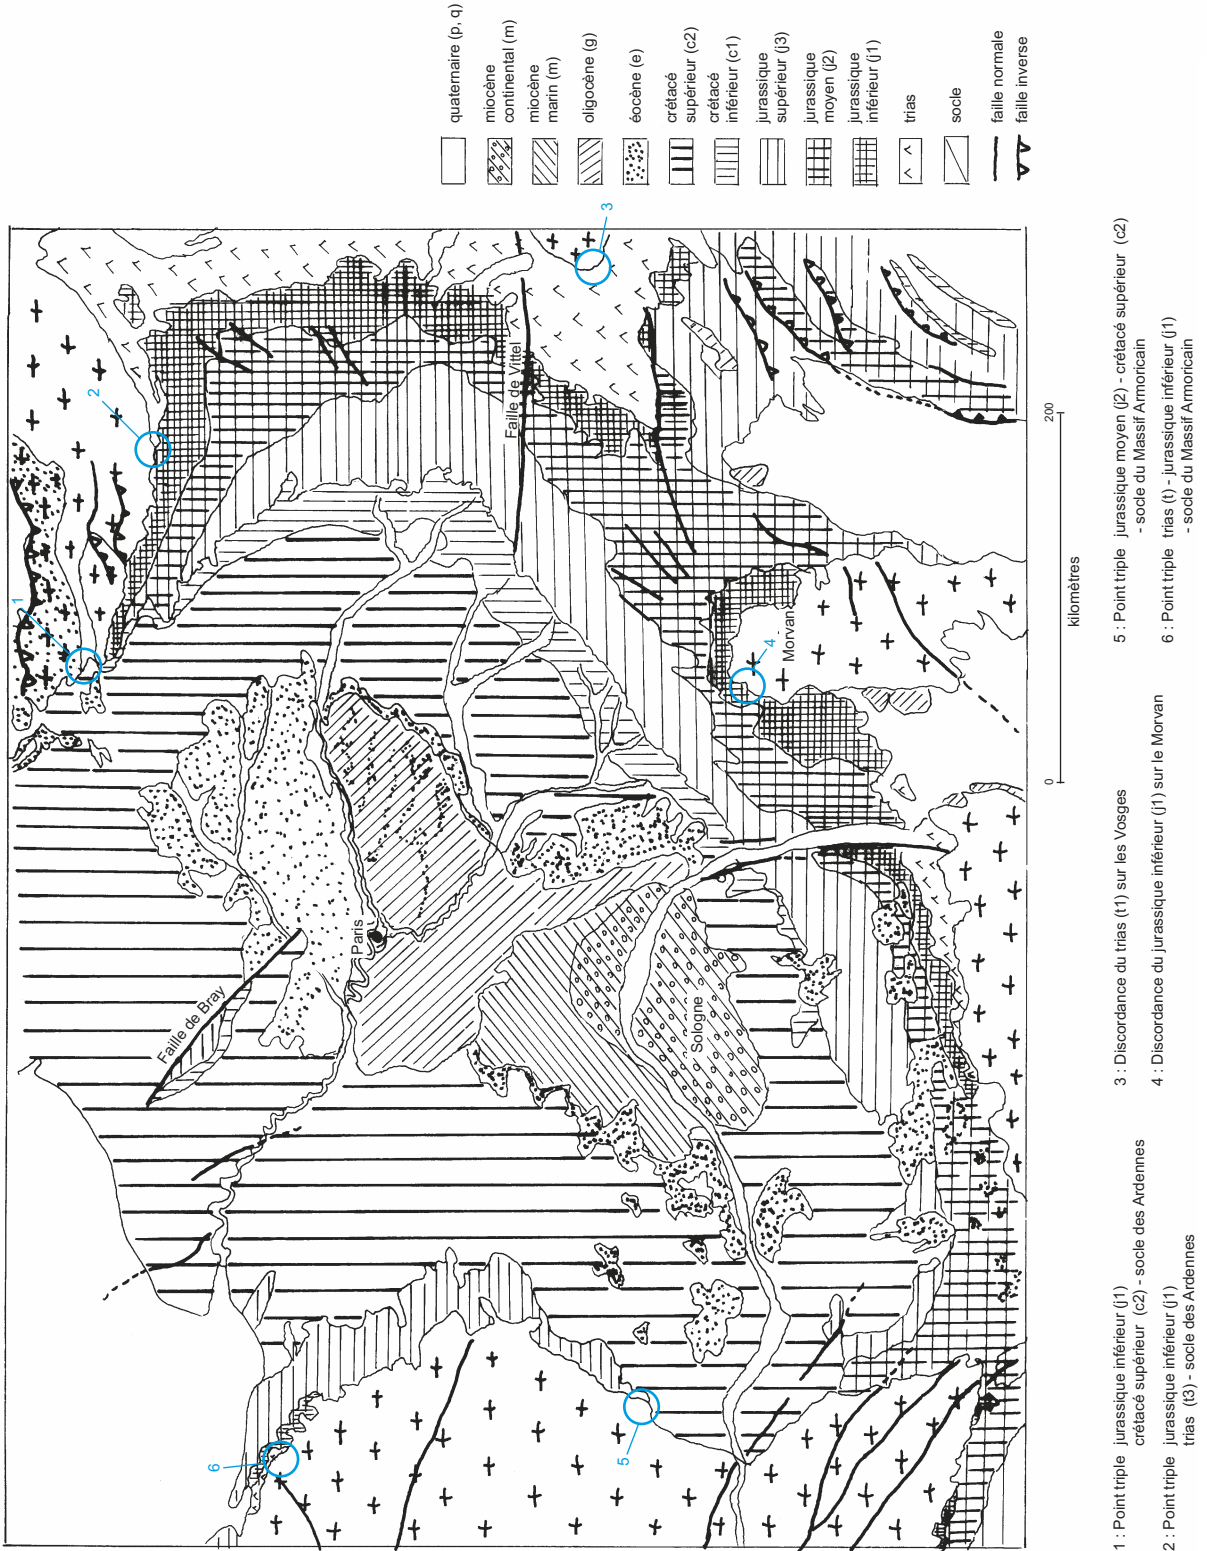 quaternaire (p, q)
miocène
continental (m)
miocène
marin (m)
oligocène (g)
éocène (e)
crétacé
supérieur (c2)
crétacé
inférieur (c1)
jurassique
supérieur (j3)
jurassique
moyen (j2)
jurassique
inférieur (j1)
trias
socle
faille normale
faille inverse
1
2
3
4
5
6
Faille de Bray
Paris
Sologne
Faille de Vittel
Morvan
0
200
kilomètres
1 : Point triple jurassique inférieur (j1)
crétacé supérieur (c2) - socle des Ardennes
2 : Point triple jurassique inférieur (j1)
trias (t3) - socle des Ardennes
3 : Discordance du trias (t1) sur les Vosges
4 : Discordance du jurassique inférieur (j1) sur le Morvan
5 : Point triple jurassique moyen (j2) - crétacé supérieur (c2)
- socle du Massif Armoricain
6 : Point triple trias (t) - jurassique inférieur (j1)
- socle du Massif Armoricain